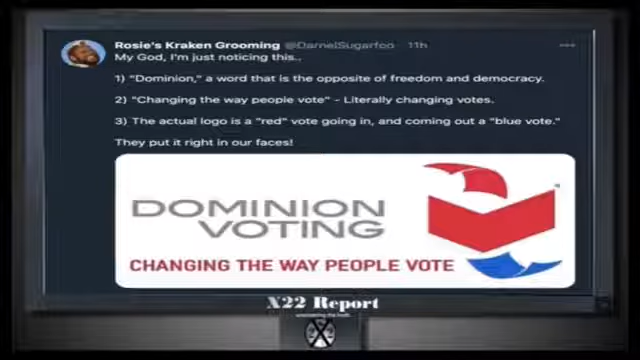 Rosie's Kraken Grooming @DarnelSugarfoo · 11h
My God, I'm just noticing this..
1) "Dominion," a word that is the opposite of freedom and democracy.
2) "Changing the way people vote" - Literally changing votes.
3) The actual logo is a "red" vote going in, and coming out a "blue vote."
They put it right in our faces!
DOMINION
VOTING
CHANGING THE WAY PEOPLE VOTE
X22 Report